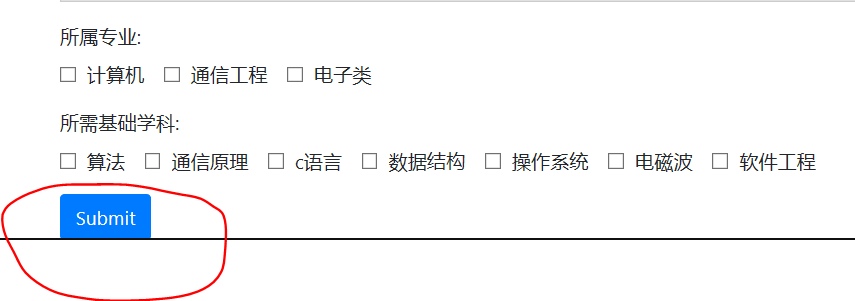 所属专业:
计算机 通信工程 电子类
所需基础学科:
算法 通信原理 c语言 数据结构 操作系统 电磁波 软件工程
Submit